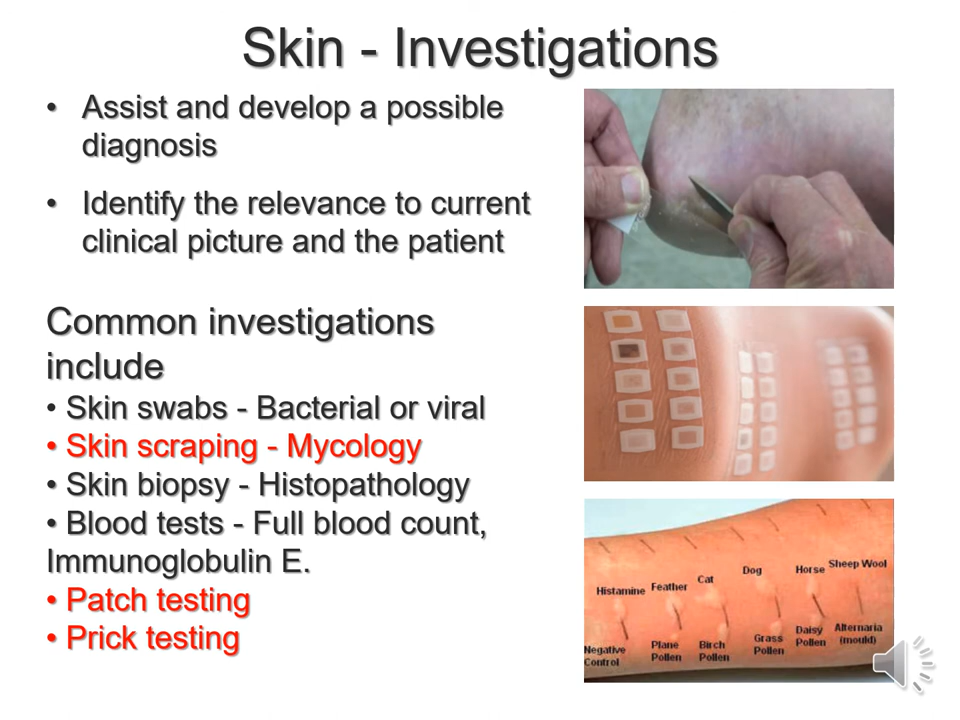 Skin - Investigations
• Assist and develop a possible
diagnosis
• Identify the relevance to current
clinical picture and the patient
Common investigations
include
• Skin swabs - Bacterial or viral
• Skin scraping - Mycology
• Skin biopsy - Histopathology
• Blood tests - Full blood count,
Immunoglobulin E.
• Patch testing
• Prick testing
Histamine Feather Cat Dog Horse Sheep Wool
Negative Plane Birch Grass Daisy Alternaria
Control Pollen Pollen Pollen Pollen (mould)